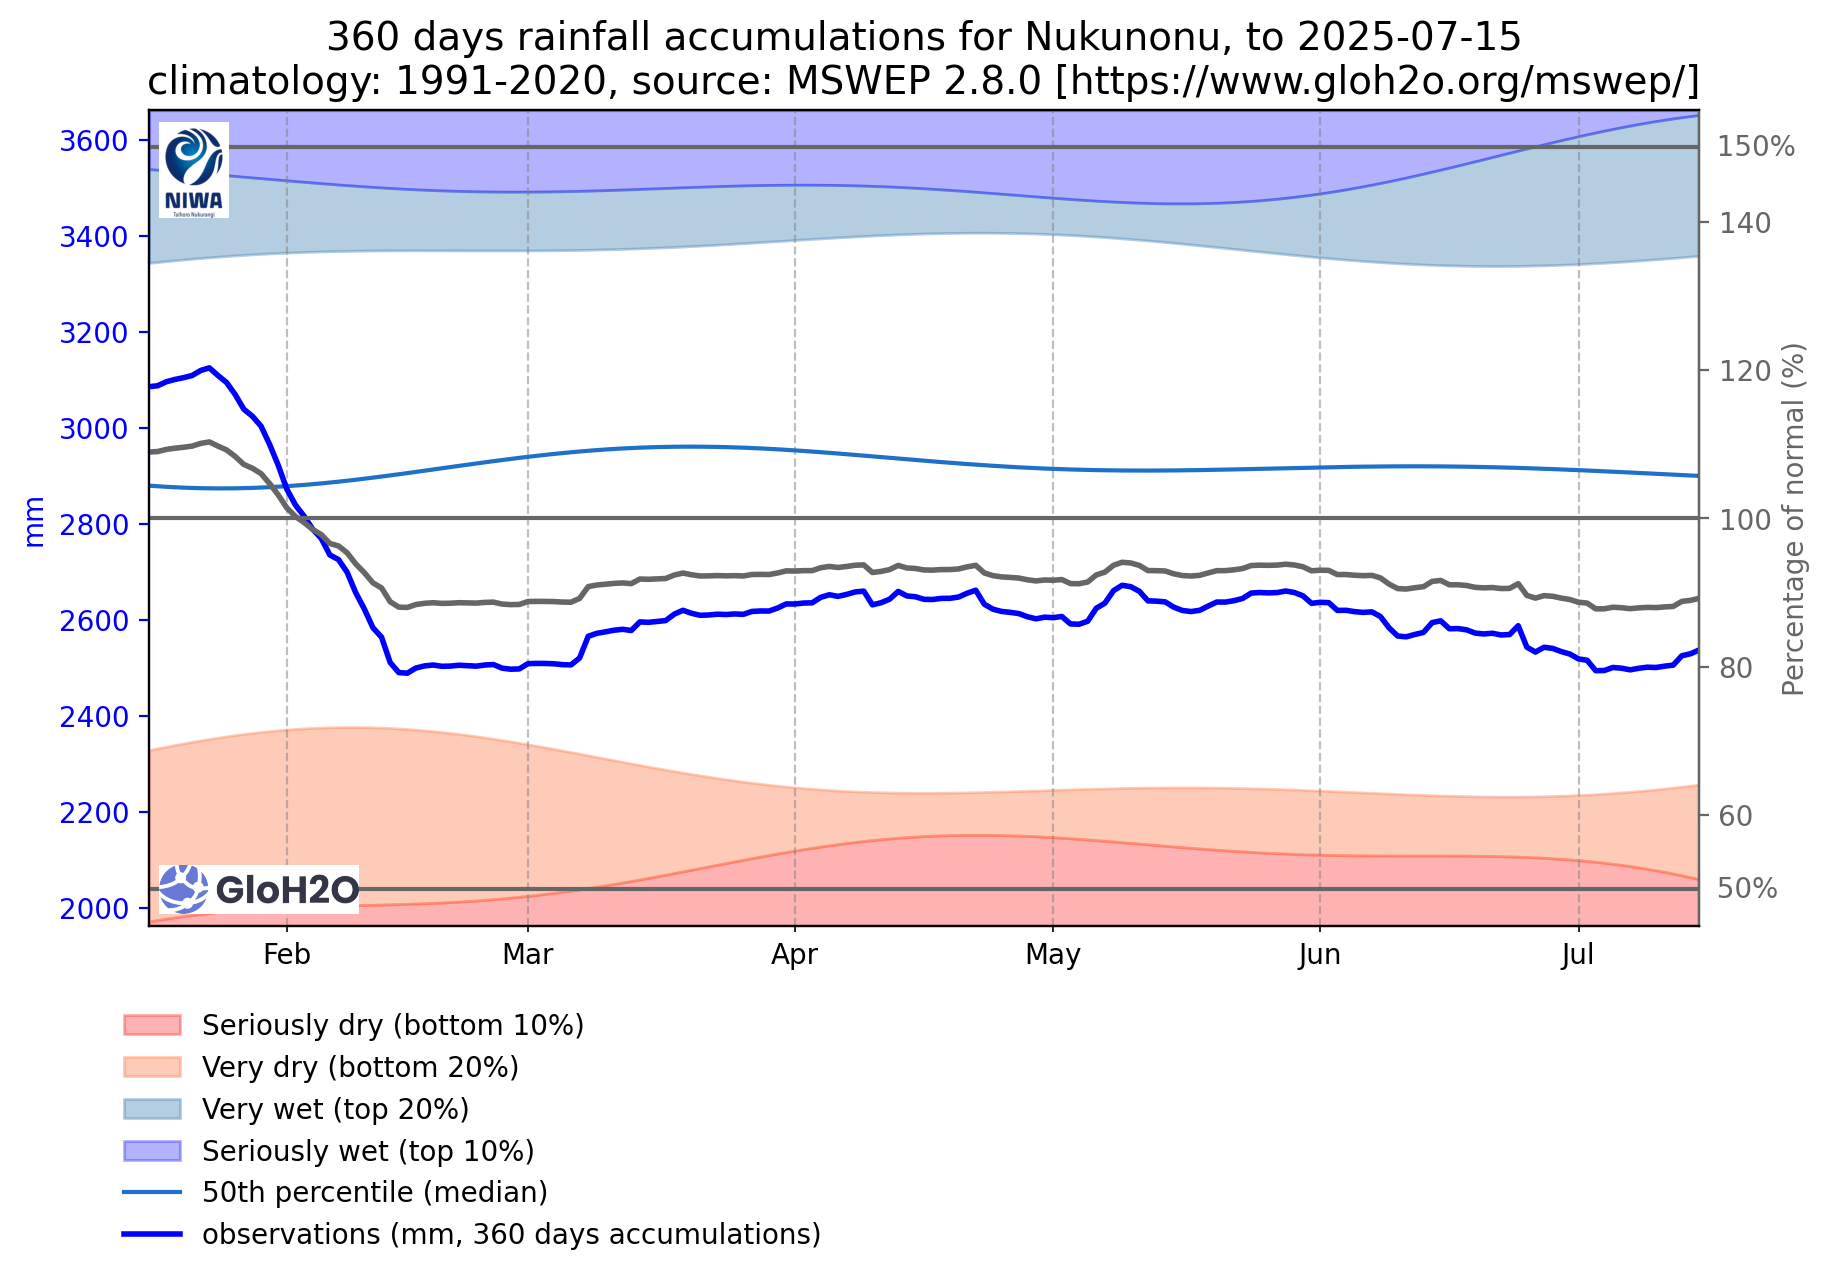 360 days rainfall accumulations for Nukunonu, to 2025-07-15
climatology: 1991-2020, source: MSWEP 2.8.0 [https://www.gloh2o.org/mswep/]
3600
3400
3200
3000
2800
2600
2400
2200
2000
mm
NIWA
Taihoro Nukurangi
GloH2O
150%
140
120
100
80
60
50%
Percentage of normal (%)
Feb
Mar
Apr
May
Jun
Jul
Seriously dry (bottom 10%)
Very dry (bottom 20%)
Very wet (top 20%)
Seriously wet (top 10%)
50th percentile (median)
observations (mm, 360 days accumulations)